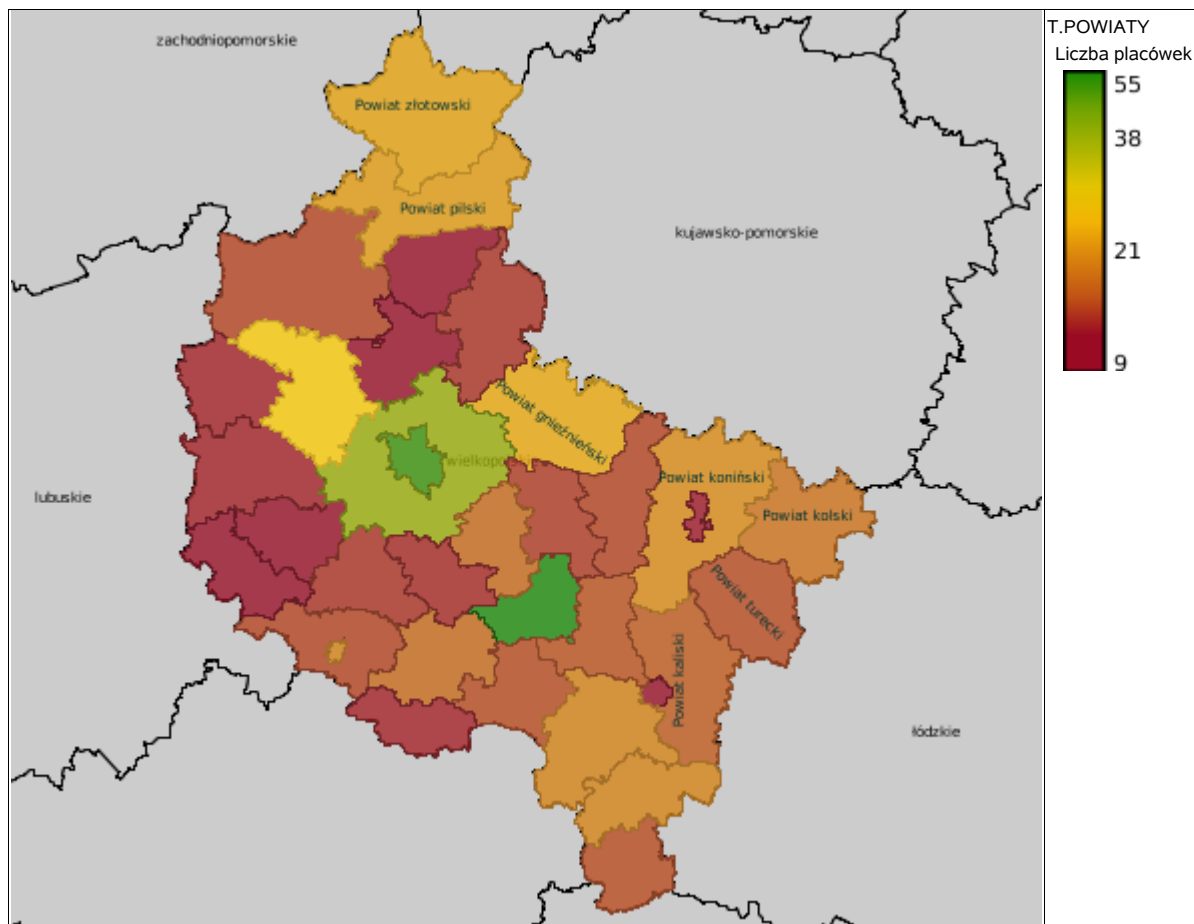 zachodniopomorskie
T.POWIATY
Liczba placówek
55
38
21
9
Powiat złotowski
Powiat pilski
kujawsko-pomorskie
Powiat gnieźnieński
wielkopolskie
Powiat koniński
lubuskie
Powiat kolski
Powiat turecki
Powiat kaliski
łódzkie